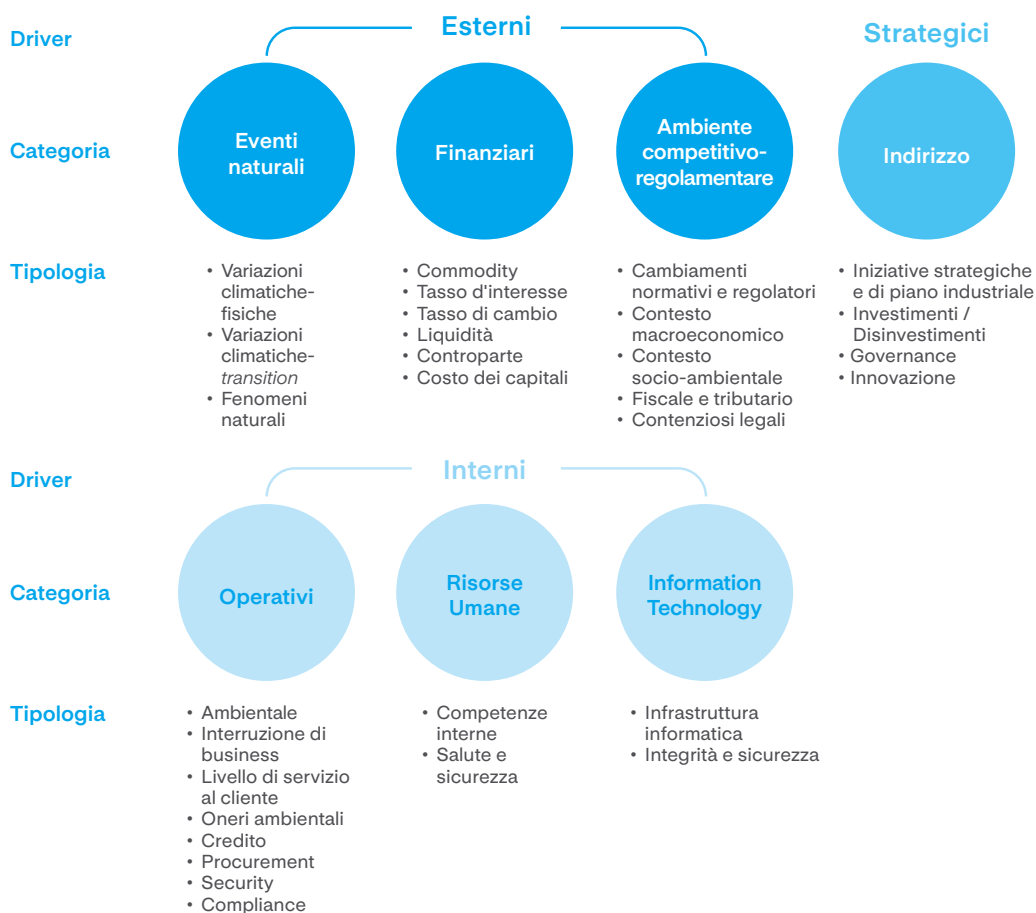 Driver
Esterni
Strategici
Categoria
Eventi
naturali
Finanziari
Ambiente
competitivo-
regolamentare
Indirizzo
Tipologia
• Variazioni
climatiche-
fisiche
• Variazioni
climatiche-
transition
• Fenomeni
naturali
• Commodity
• Tasso d'interesse
• Tasso di cambio
• Liquidità
• Controparte
• Costo dei capitali
• Cambiamenti
normativi e regolatori
• Contesto
macroeconomico
• Contesto
socio-ambientale
• Fiscale e tributario
• Contenziosi legali
• Iniziative strategiche
e di piano industriale
• Investimenti /
Disinvestimenti
• Governance
• Innovazione
Driver
Interni
Categoria
Operativi
Risorse
Umane
Information
Technology
Tipologia
• Ambientale
• Interruzione di
business
• Livello di servizio
al cliente
• Oneri ambientali
• Credito
• Procurement
• Security
• Compliance
• Competenze
interne
• Salute e
sicurezza
• Infrastruttura
informatica
• Integrità e sicurezza